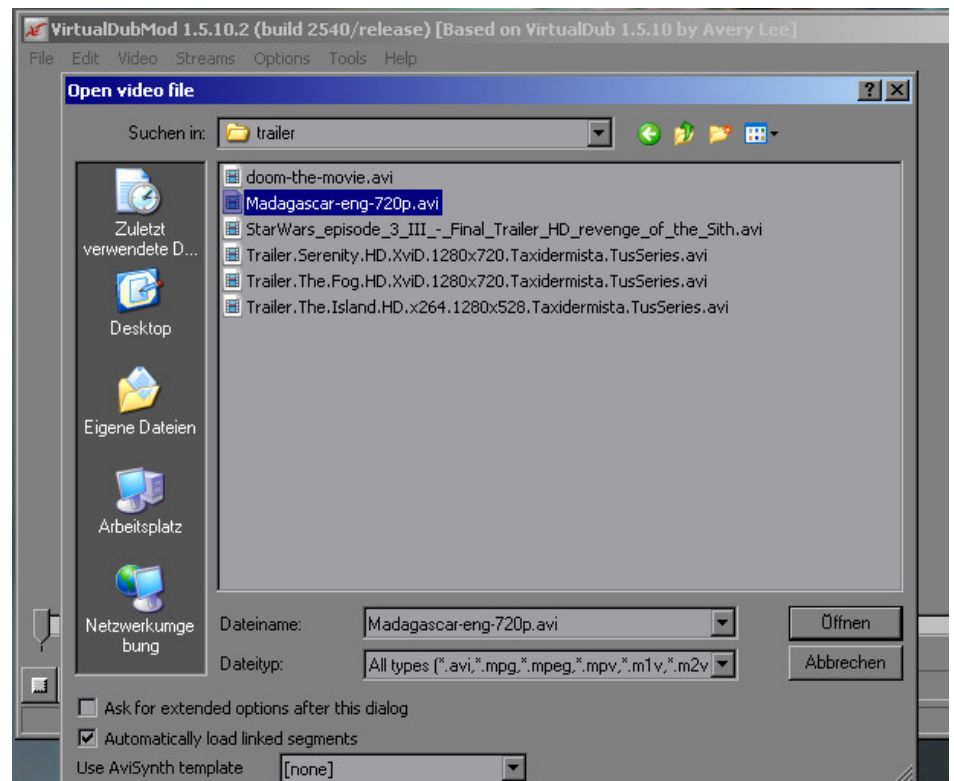 VirtualDubMod 1.5.10.2 (build 2540/release) [Based on VirtualDub 1.5.10 by Avery Lee]
File Edit Video Streams Options Tools Help
Open video file
Suchen in: trailer
doom-the-movie.avi
Madagascar-eng-720p.avi
StarWars_episode_3_III_-_Final_Trailer_HD_revenge_of_the_Sith.avi
Trailer.Serenity.HD.XviD.1280x720.Taxidermista.TusSeries.avi
Trailer.The.Fog.HD.XviD.1280x720.Taxidermista.TusSeries.avi
Trailer.The.Island.HD.x264.1280x528.Taxidermista.TusSeries.avi
Zuletzt
verwendete D...
Desktop
Eigene Dateien
Arbeitsplatz
Netzwerkumge
bung
Dateiname: Madagascar-eng-720p.avi Öffnen
Dateityp: All types (*.avi,*.mpg,*.mpeg,*.mpv,*.m1v,*.m2v Abbrechen
Ask for extended options after this dialog
Automatically load linked segments
Use AviSynth template [none]